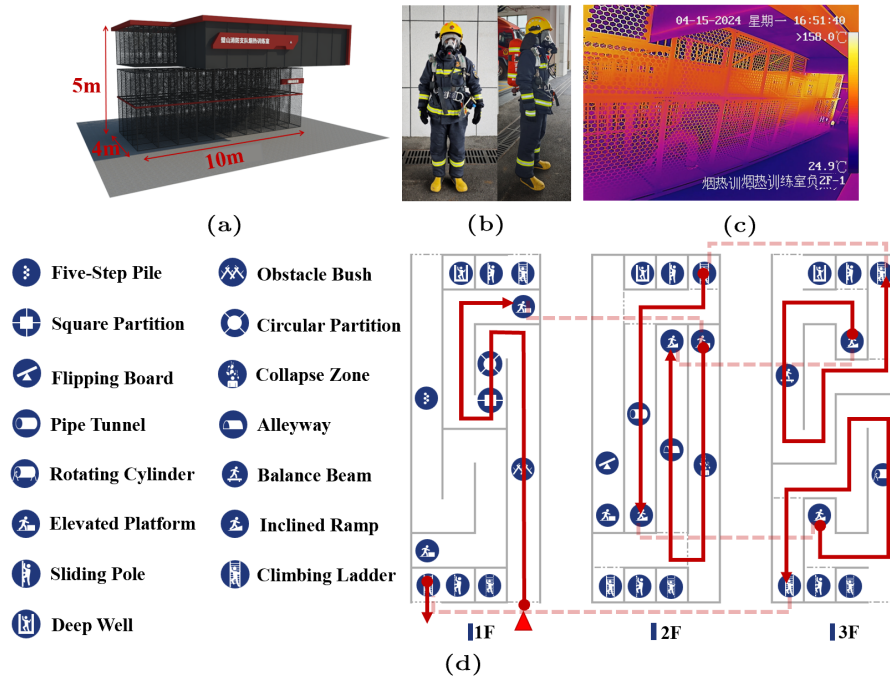 5m
4m
10m
(a)
(b)
04-15-2024 星期一 16:51:40
>158.0℃
24.9℃
烟热训烟热训练室负2F-1
(c)
Five-Step Pile
Obstacle Bush
Square Partition
Circular Partition
Flipping Board
Collapse Zone
Pipe Tunnel
Alleyway
Rotating Cylinder
Balance Beam
Elevated Platform
Inclined Ramp
Sliding Pole
Climbing Ladder
Deep Well
1F
2F
3F
(d)